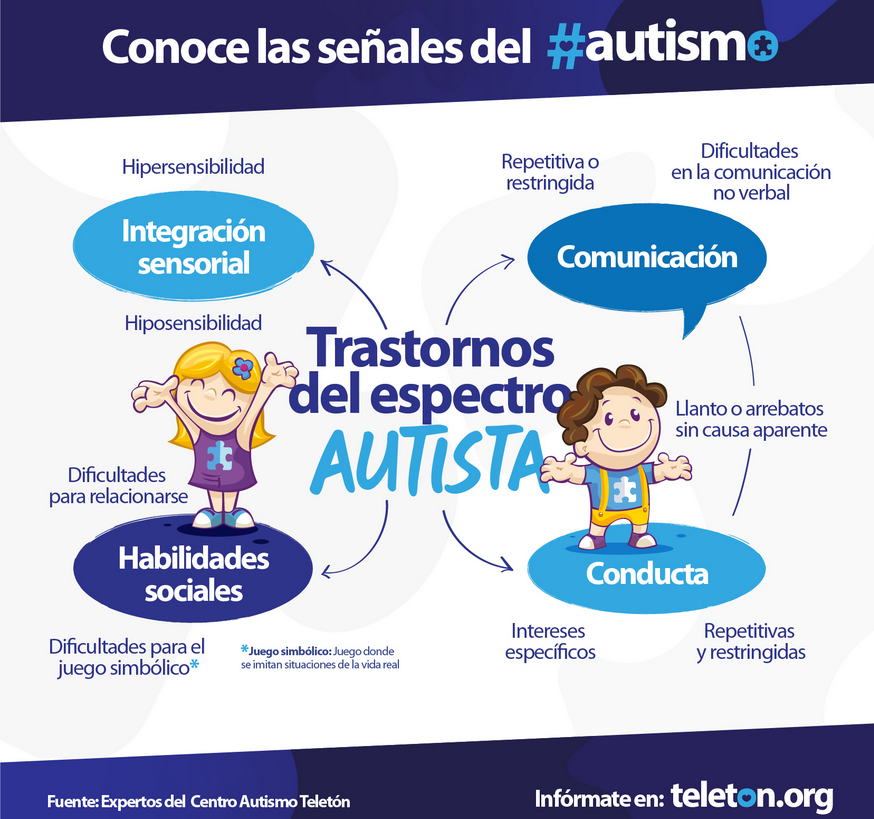 Conoce las señales del #autismo
Hipersensibilidad
Integración
sensorial
Hiposensibilidad
Repetitiva o
restringida
Dificultades
en la comunicación
no verbal
Comunicación
Trastornos
del espectro
AUTISTA
Llanto o arrebatos
sin causa aparente
Dificultades
para relacionarse
Habilidades
sociales
Dificultades para el
juego simbólico*
*Juego simbólico: Juego donde
se imitan situaciones de la vida real
Conducta
Intereses
específicos
Repetitivas
y restringidas
Fuente: Expertos del Centro Autismo Teletón
Infórmate en: teleton.org